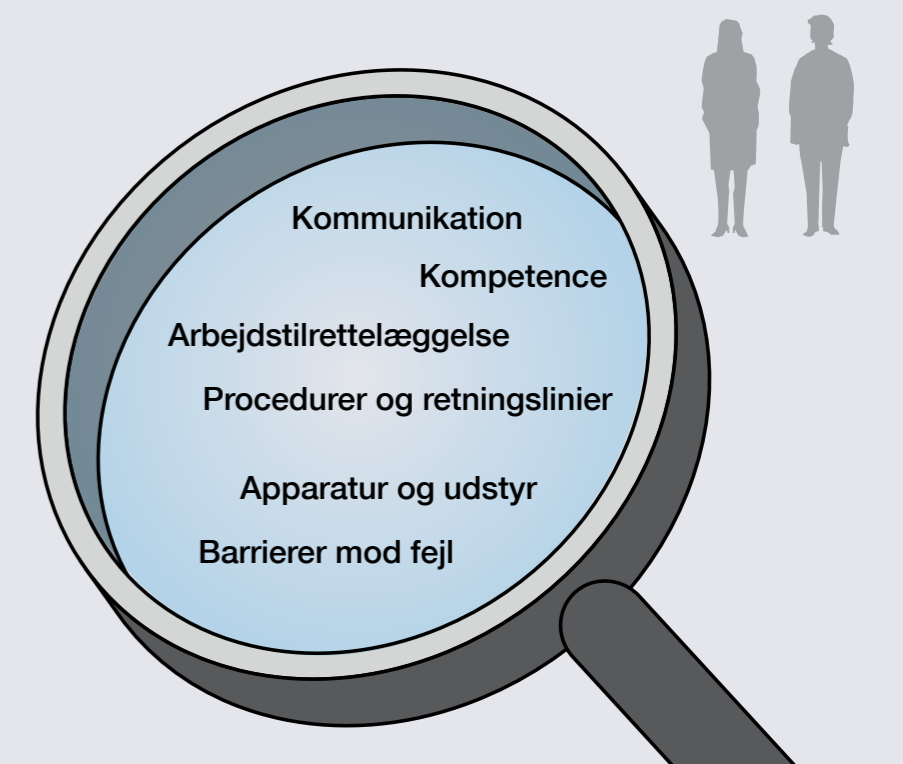 Kommunikation
Kompetence
Arbejdstilrettelæggelse
Procedurer og retningslinier
Apparatur og udstyr
Barrierer mod fejl